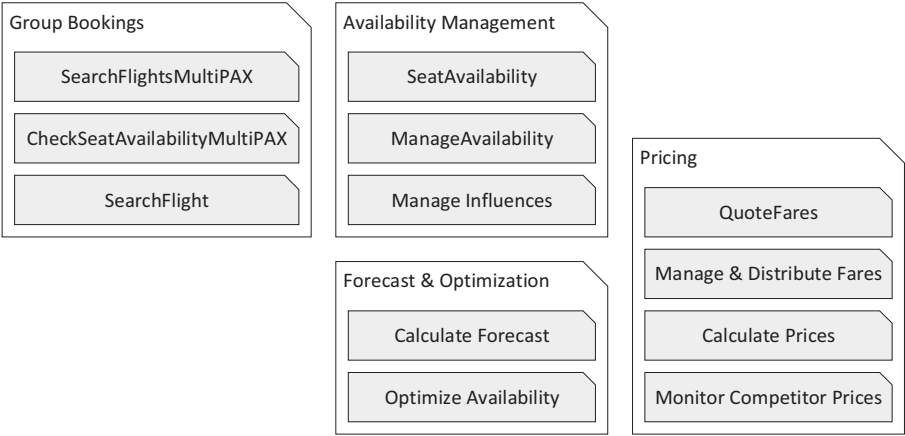 Group Bookings
SearchFlightsMultiPAX
CheckSeatAvailabilityMultiPAX
SearchFlight
Availability Management
SeatAvailability
ManageAvailability
Manage Influences
Forecast & Optimization
Calculate Forecast
Optimize Availability
Pricing
QuoteFares
Manage & Distribute Fares
Calculate Prices
Monitor Competitor Prices